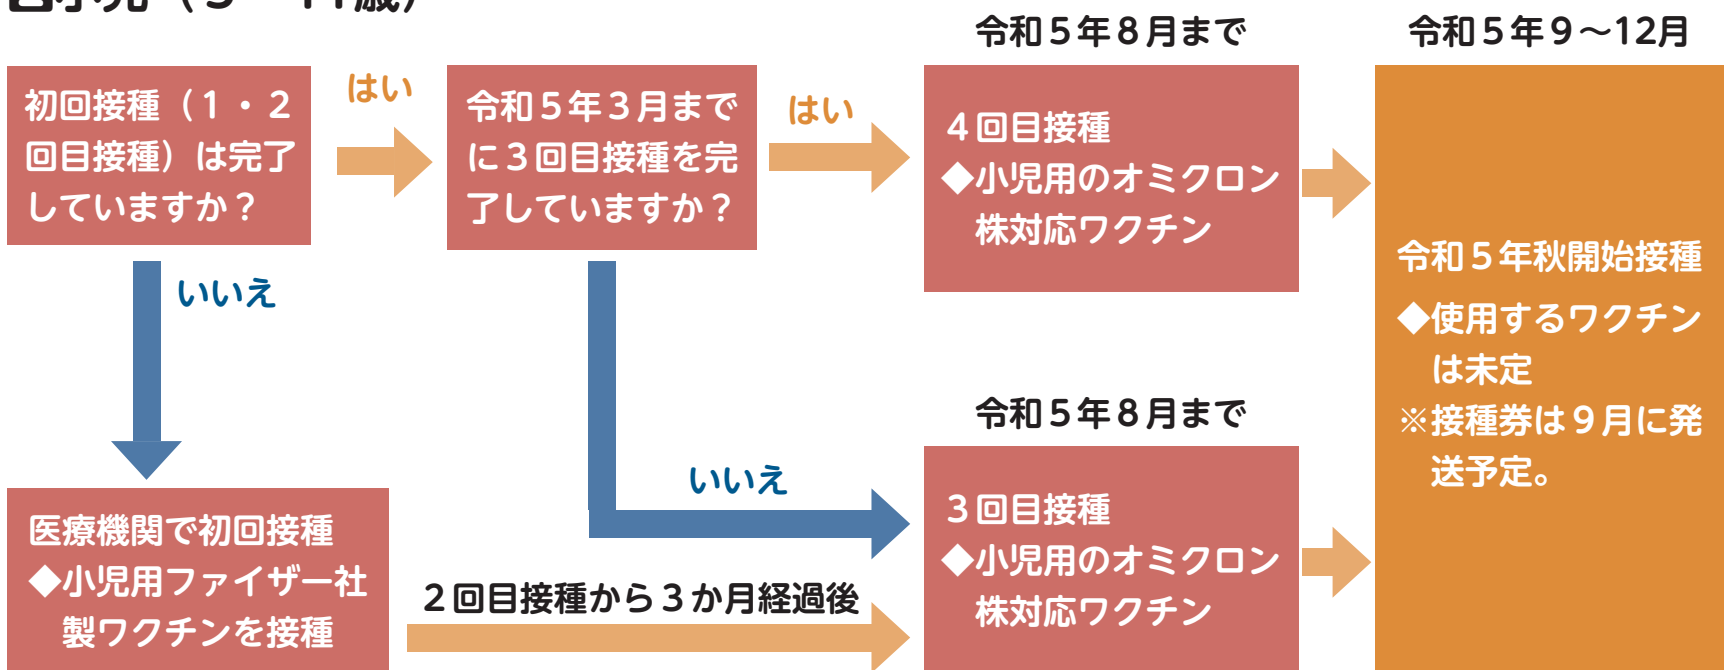 令和５年８月まで
令和５年９～12月
初回接種（１・２
回目接種）は完了
していますか？
はい
令和５年３月まで
に３回目接種を完
了していますか？
はい
４回目接種
◆小児用のオミクロン
株対応ワクチン
令和５年秋開始接種
◆使用するワクチン
は未定
※接種券は９月に発
送予定。
いいえ
いいえ
令和５年８月まで
３回目接種
◆小児用のオミクロン
株対応ワクチン
医療機関で初回接種
◆小児用ファイザー社
製ワクチンを接種
２回目接種から３か月経過後